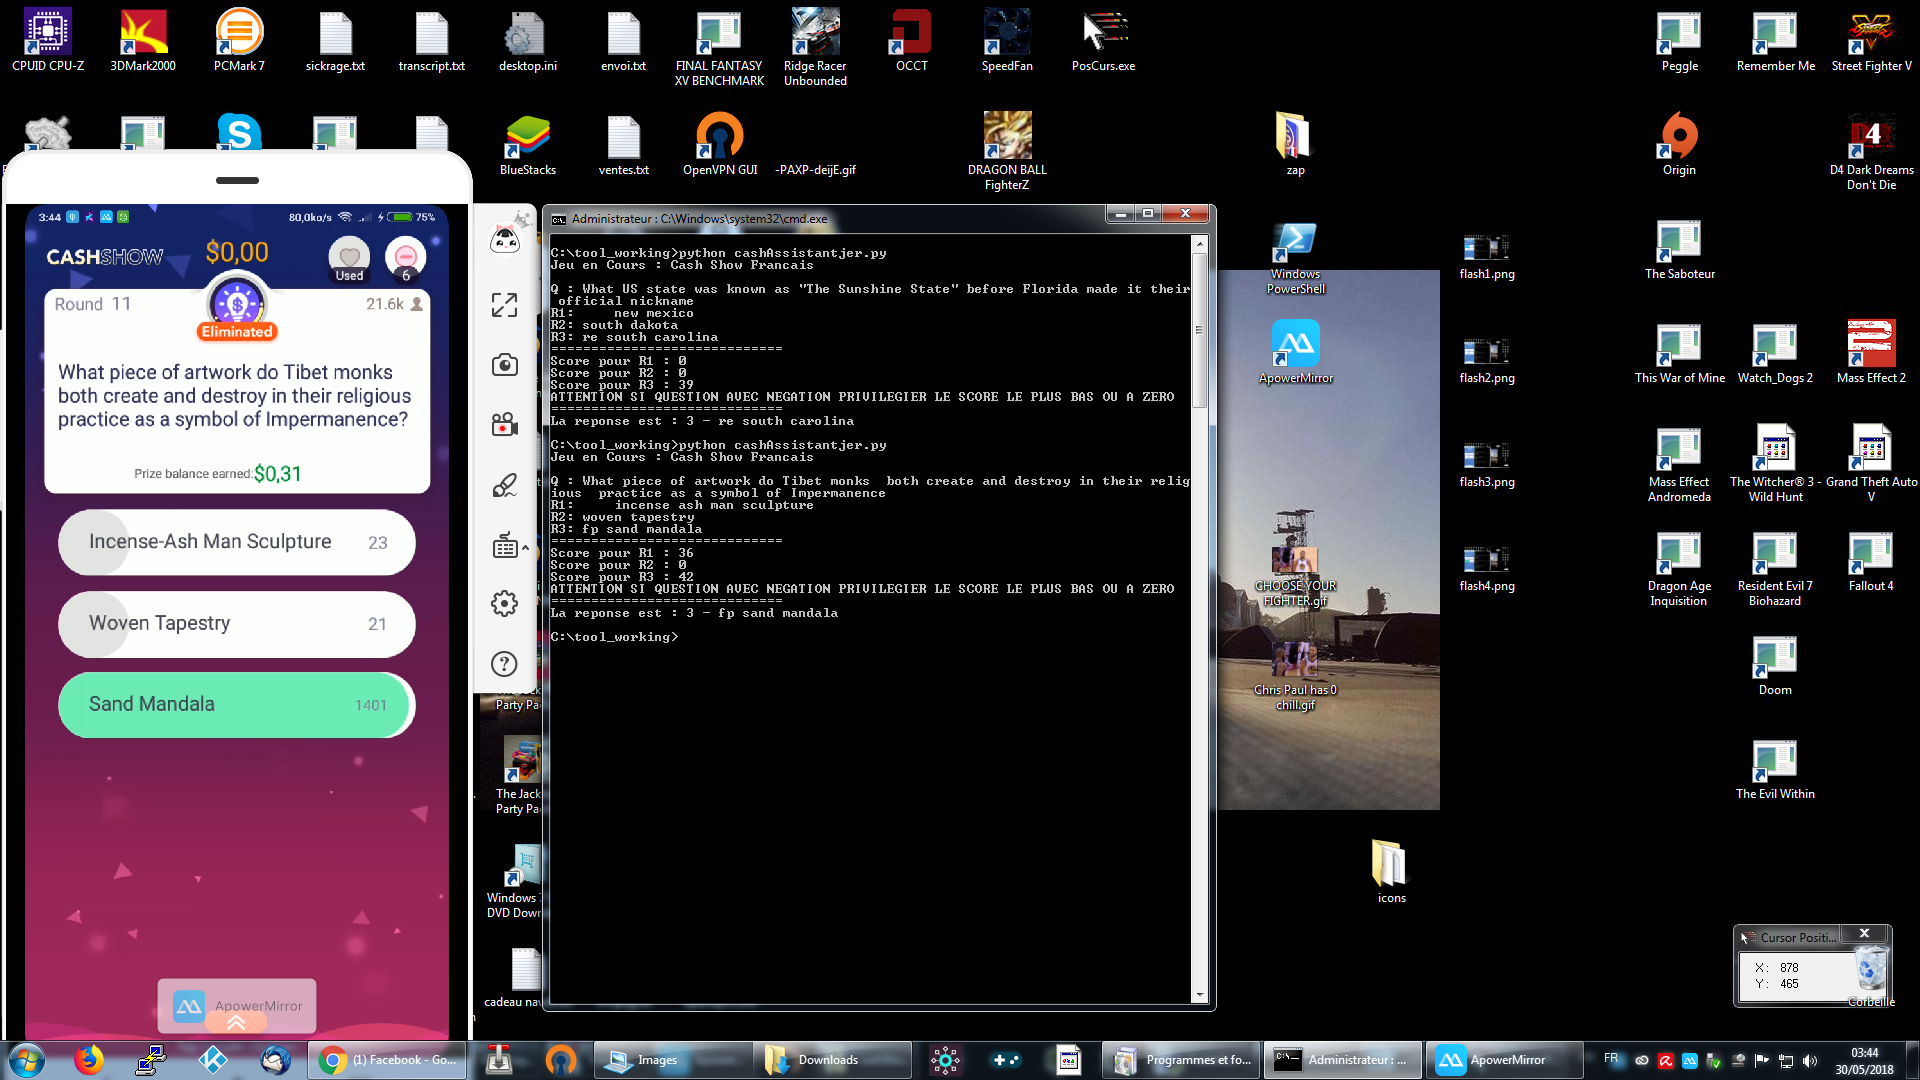 CPUID CPU-Z
3DMark2000
PCMark 7
sickrage.txt
transcript.txt
desktop.ini
envoi.txt
FINAL FANTASY
XV BENCHMARK
Ridge Racer
Unbounded
OCCT
SpeedFan
PosCurs.exe
Peggle
Remember Me
Street Fighter V
BlueStacks
ventes.txt
OpenVPN GUI
-PAXP-deijE.gif
DRAGON BALL
FighterZ
zap
Origin
D4 Dark Dreams
Don't Die
3:44
80,0ko/s
75%
CASHSHOW
$0,00
Used
6
Round 11
21.6k
Eliminated
What piece of artwork do Tibet monks
both create and destroy in their religious
practice as a symbol of Impermanence?
Prize balance earned:$0,31
Incense-Ash Man Sculpture 23
Woven Tapestry 21
Sand Mandala 1401
ApowerMirror
Administrateur : C:\Windows\system32\cmd.exe
C:\tool_working>python cashAssistantjer.py
Jeu en Cours : Cash Show Francais
Q : What US state was known as "The Sunshine State" before Florida made it their
official nickname
R1: new mexico
R2: south dakota
R3: re south carolina
=============================
Score pour R1 : 0
Score pour R2 : 0
Score pour R3 : 39
ATTENTION SI QUESTION AVEC NEGATION PRIVILEGIER LE SCORE LE PLUS BAS OU A ZERO
=============================
La reponse est : 3 - re south carolina
C:\tool_working>python cashAssistantjer.py
Jeu en Cours : Cash Show Francais
Q : What piece of artwork do Tibet monks  both create and destroy in their relig
ious  practice as a symbol of Impermanence
R1: incense ash man sculpture
R2: woven tapestry
R3: fp sand mandala
=============================
Score pour R1 : 36
Score pour R2 : 0
Score pour R3 : 42
ATTENTION SI QUESTION AVEC NEGATION PRIVILEGIER LE SCORE LE PLUS BAS OU A ZERO
=============================
La reponse est : 3 - fp sand mandala
C:\tool_working>
Windows
PowerShell
flash1.png
The Saboteur
ApowerMirror
flash2.png
This War of Mine
Watch_Dogs 2
Mass Effect 2
flash3.png
Mass Effect
Andromeda
The Witcher® 3 -
Wild Hunt
Grand Theft Auto
V
CHOOSE YOUR
FIGHTER.gif
flash4.png
Dragon Age
Inquisition
Resident Evil 7
Biohazard
Fallout 4
Chris Paul has 0
chill.gif
Doom
The Evil Within
Party Pa
The Jack
Party Pa
Windows
DVD Down
cadeau na
icons
Cursor Positi...
X: 878
Y: 465
Corbeille
(1) Facebook - Go...
Images
Downloads
Programmes et fo...
Administrateur : ...
ApowerMirror
FR
03:44
30/05/2018